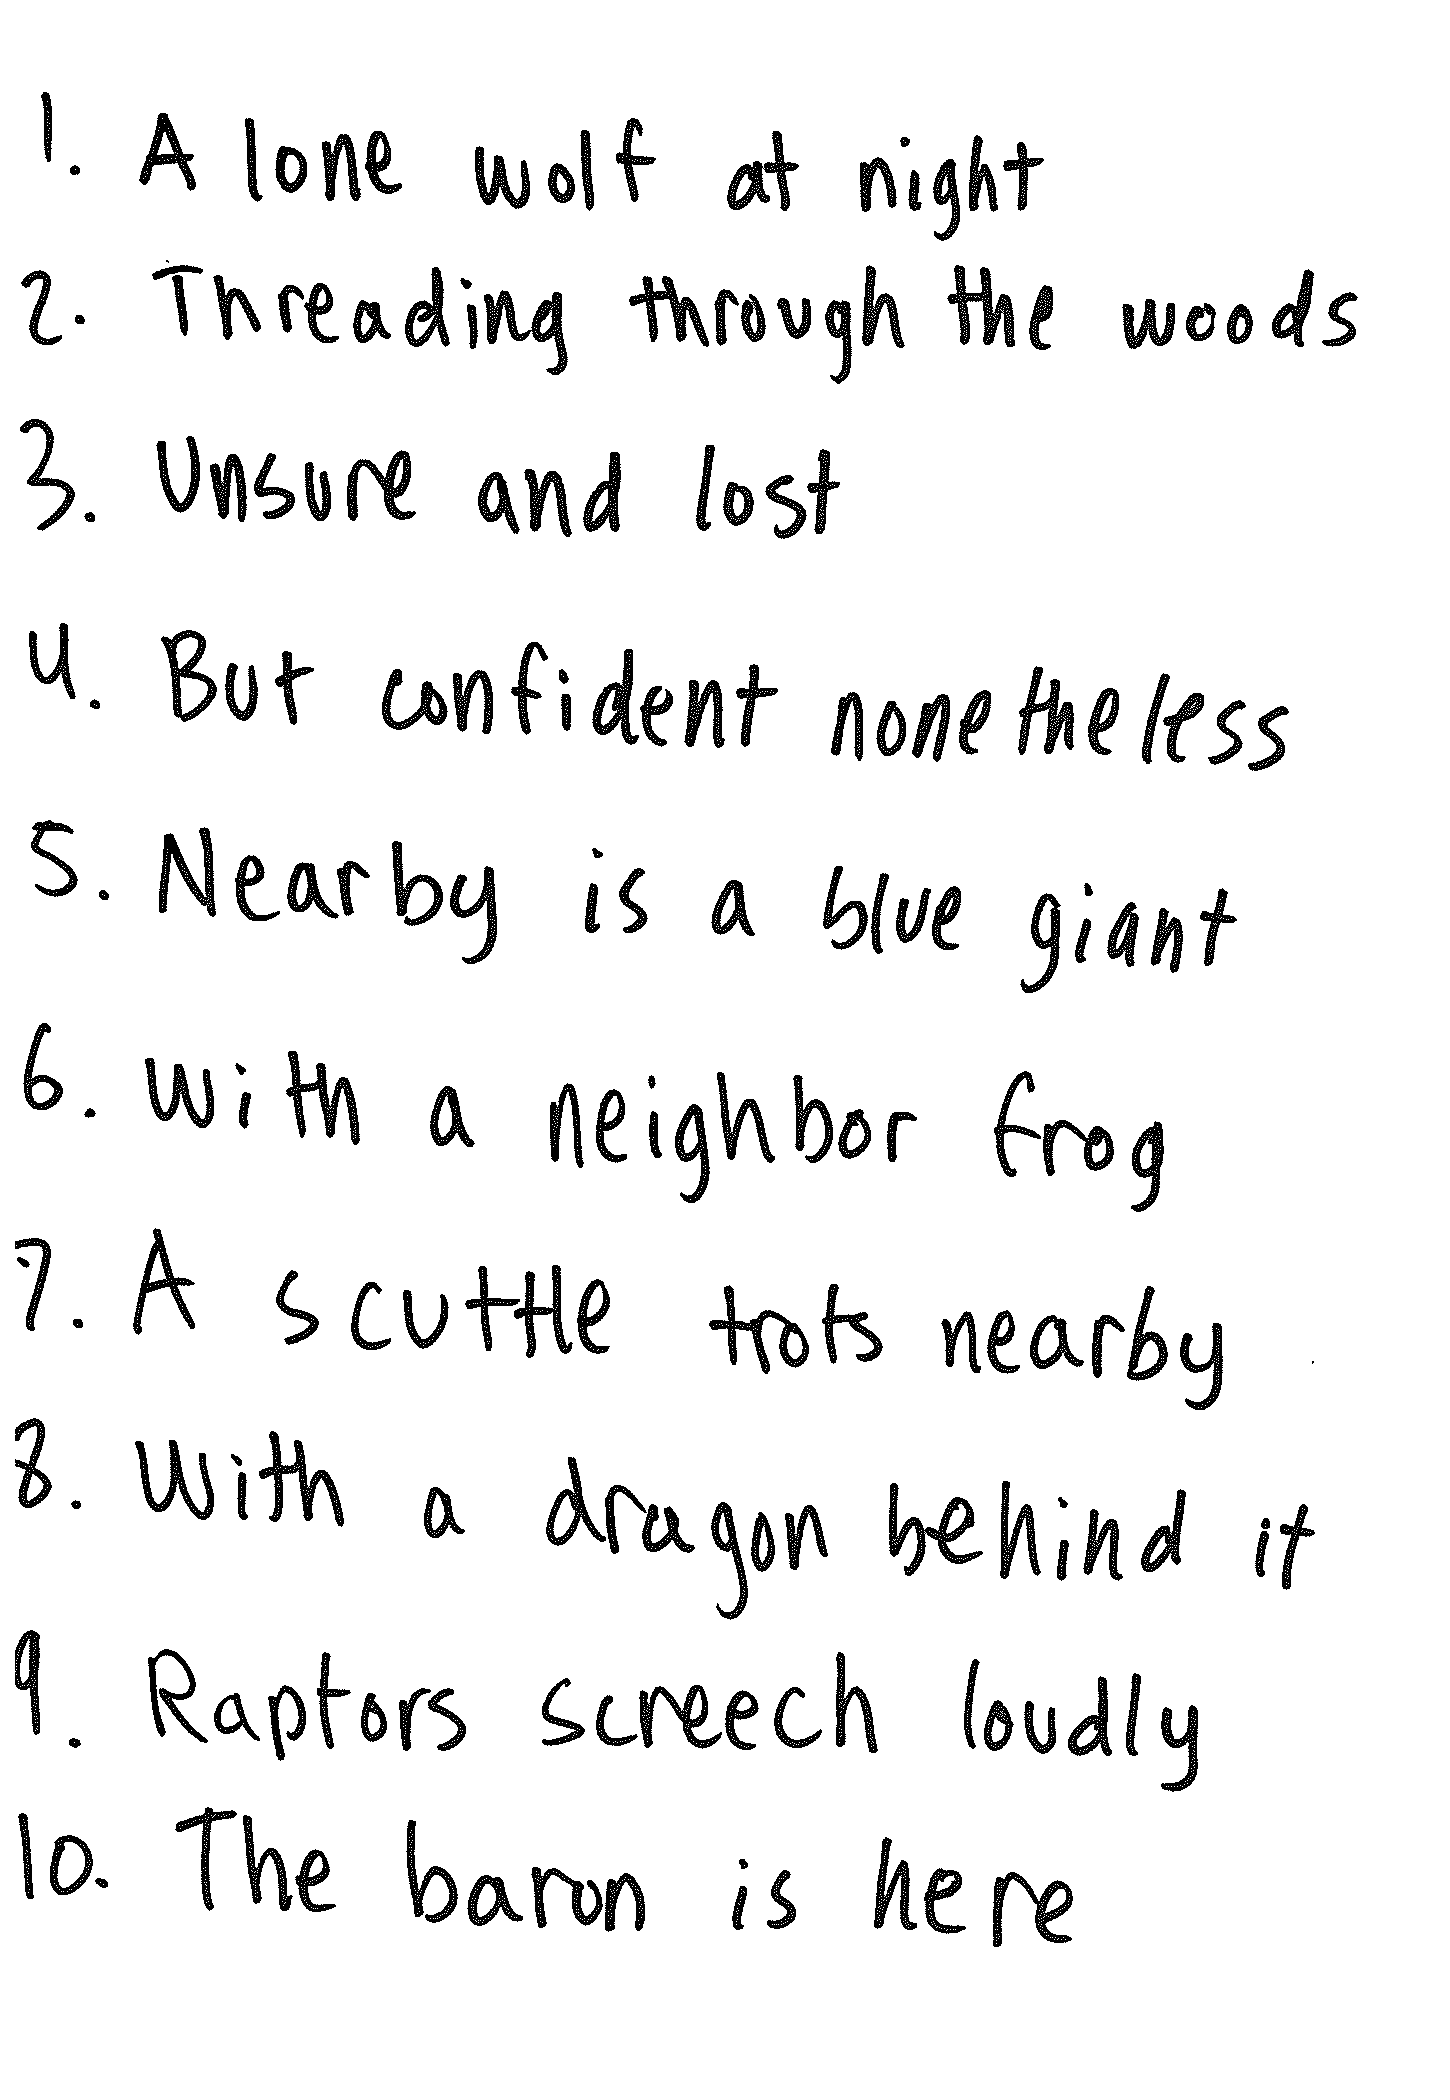 1. A lone wolf at night
2. Threading through the woods
3. Unsure and lost
4. But confident nonetheless
5. Nearby is a blue giant
6. With a neighbor frog
7. A scuttle trots nearby
8. With a dragon behind it
9. Raptors screech loudly
10. The baron is here